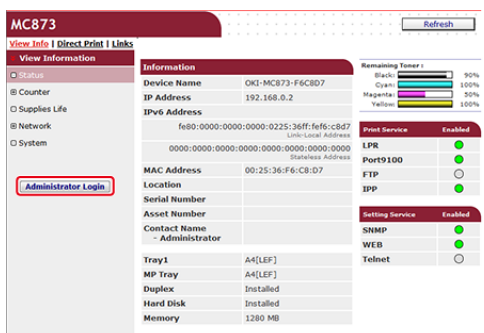 MC873
Refresh
View Info | Direct Print | Links
View Information
Status
Counter
Supplies Life
Network
System
Administrator Login
Information
Device Name OKI-MC873-F6C8D7
IP Address 192.168.0.2
IPv6 Address
fe80:0000:0000:0000:0225:36ff:fef6:c8d7
Link-Local Address
0000:0000:0000:0000:0000:0000:0000:0000
Stateless Address
MAC Address 00:25:36:F6:C8:D7
Location
Serial Number
Asset Number
Contact Name
- Administrator
Tray1 A4[LEF]
MP Tray A4[LEF]
Duplex Installed
Hard Disk Installed
Memory 1280 MB
Remaining Toner :
Black: 90%
Cyan: 100%
Magenta: 50%
Yellow: 100%
Print Service Enabled
LPR
Port9100
FTP
IPP
Setting Service Enabled
SNMP
WEB
Telnet